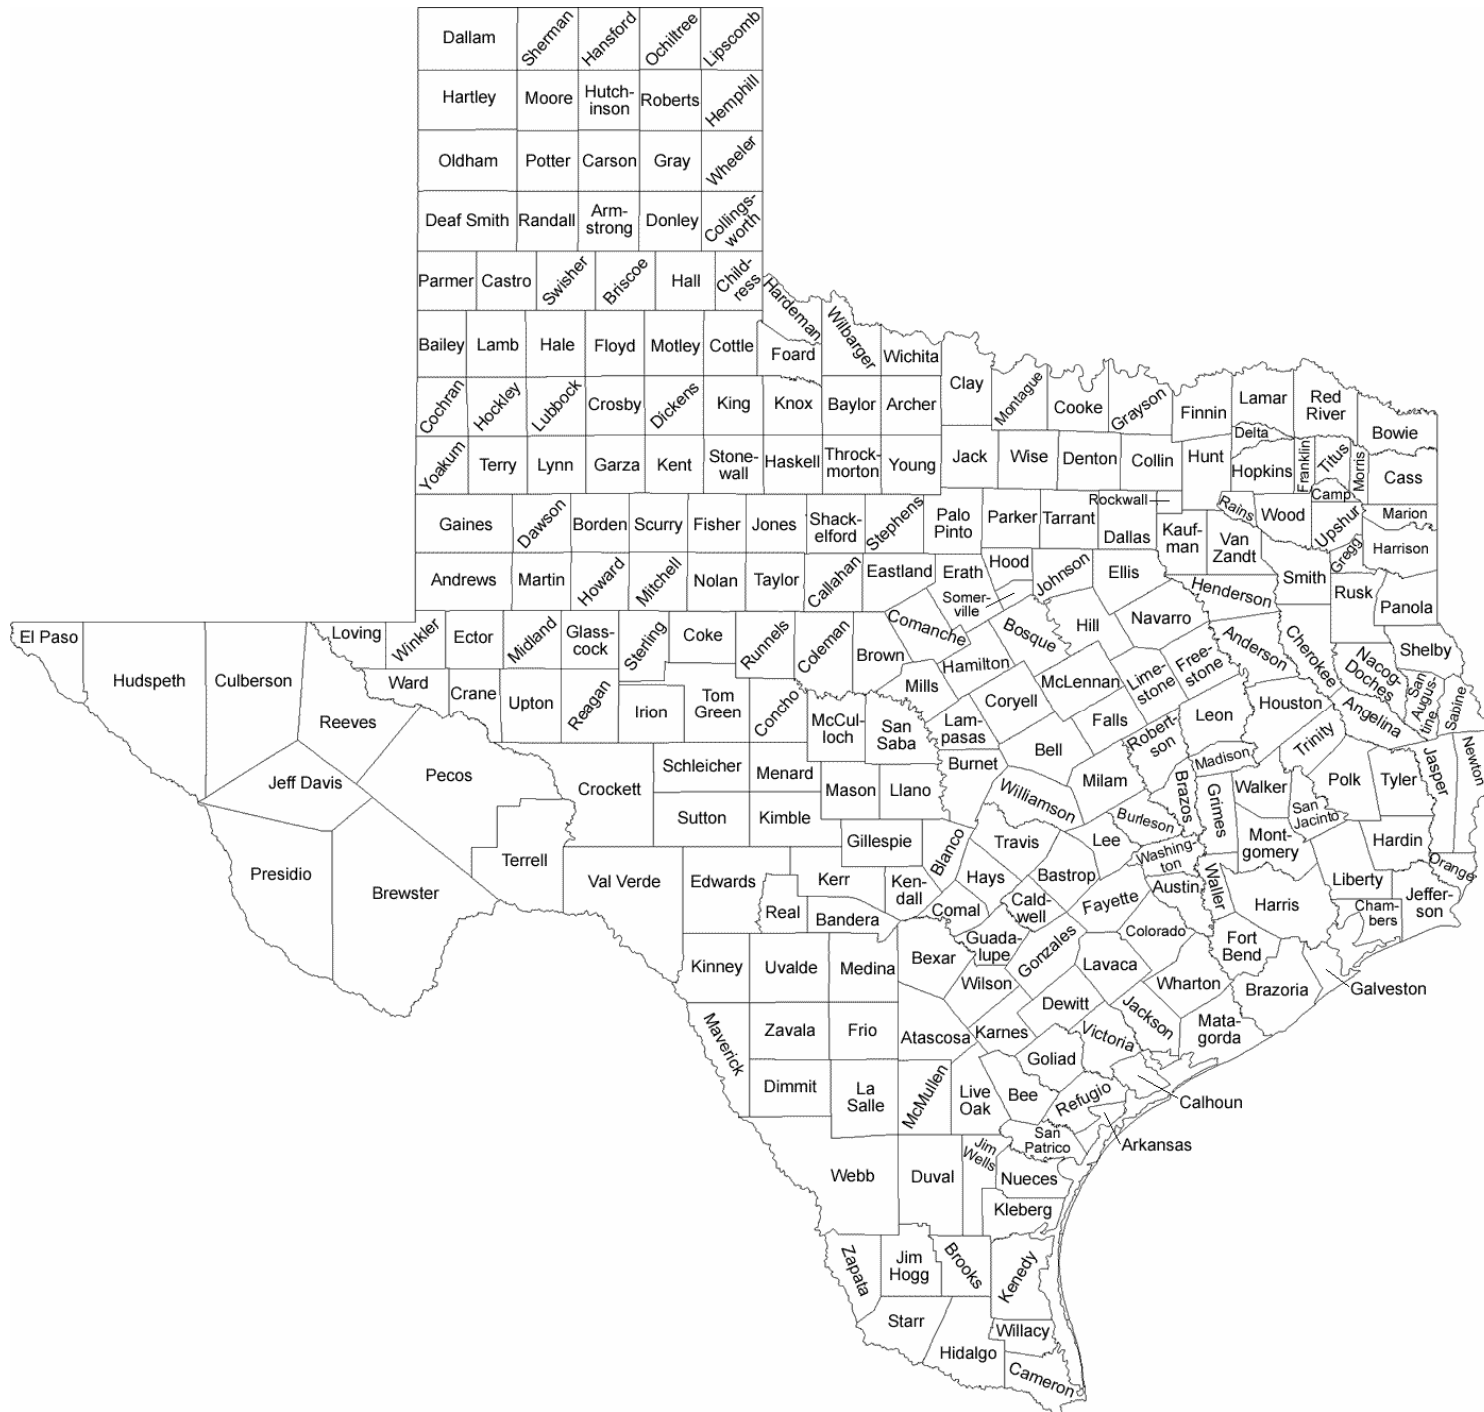 Dallam
Sherman
Hansford
Ochiltree
Lipscomb
Hartley
Moore
Hutch-
inson
Roberts
Hemphill
Oldham
Potter
Carson
Gray
Wheeler
Deaf Smith
Randall
Arm-
strong
Donley
Collings-
worth
Parmer
Castro
Swisher
Briscoe
Hall
Child-
ress
Hardeman
Bailey
Lamb
Hale
Floyd
Motley
Cottle
Foard
Wilbarger
Wichita
Clay
Montague
Cooke
Grayson
Finnin
Lamar
Red
River
Bowie
Cochran
Hockley
Lubbock
Crosby
Dickens
King
Knox
Baylor
Archer
Delta
Yoakum
Terry
Lynn
Garza
Kent
Stone-
wall
Haskell
Throck-
morton
Young
Jack
Wise
Denton
Collin
Hunt
Hopkins
Franklin
Titus
Morris
Cass
Camp
Rockwall
Gaines
Dawson
Borden
Scurry
Fisher
Jones
Shack-
elford
Stephens
Palo
Pinto
Parker
Tarrant
Dallas
Kauf-
man
Rains
Wood
Upshur
Marion
Van
Zandt
Gregg
Harrison
Andrews
Martin
Howard
Mitchell
Nolan
Taylor
Callahan
Eastland
Erath
Hood
Johnson
Ellis
Henderson
Smith
Rusk
Panola
Somer-
ville
El Paso
Hudspeth
Culberson
Loving
Winkler
Ector
Midland
Glass-
cock
Sterling
Coke
Runnels
Coleman
Brown
Comanche
Bosque
Hill
Navarro
Anderson
Cherokee
Nacog-
Doches
Shelby
Hamilton
Mills
McLennan
Lime-
stone
Free-
stone
San
Augus-
tine
Sabine
Reeves
Ward
Crane
Upton
Reagan
Irion
Tom
Green
Concho
McCul-
loch
San
Saba
Lam-
pasas
Coryell
Falls
Leon
Houston
Angelina
Trinity
Robert-
son
Bell
Jeff Davis
Pecos
Crockett
Schleicher
Menard
Mason
Llano
Burnet
Milam
Madison
Walker
Polk
Tyler
Jasper
Newton
Williamson
Brazos
Grimes
San
Jacinto
Sutton
Kimble
Gillespie
Blanco
Travis
Lee
Burleson
Washing-
ton
Mont-
gomery
Hardin
Orange
Presidio
Brewster
Terrell
Val Verde
Edwards
Kerr
Ken-
dall
Hays
Bastrop
Austin
Waller
Liberty
Jeffer-
son
Real
Bandera
Comal
Cald-
well
Fayette
Harris
Cham-
bers
Kinney
Uvalde
Medina
Bexar
Guada-
lupe
Gonzales
Colorado
Fort
Bend
Lavaca
Wilson
Wharton
Brazoria
Galveston
Maverick
Zavala
Frio
Atascosa
Karnes
Dewitt
Jackson
Mata-
gorda
Victoria
Goliad
Dimmit
La
Salle
McMullen
Live
Oak
Bee
Refugio
Calhoun
Arkansas
San
Patrico
Jim
Wells
Webb
Duval
Nueces
Kleberg
Zapata
Jim
Hogg
Brooks
Kenedy
Starr
Willacy
Hidalgo
Cameron